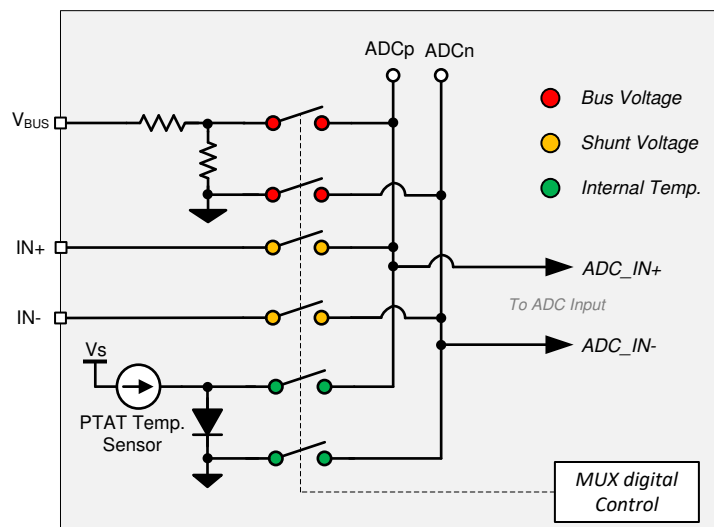 ADCp ADCn
VBUS
Bus Voltage
Shunt Voltage
Internal Temp.
IN+
ADC_IN+
To ADC Input
IN-
ADC_IN-
Vs
PTAT Temp.
Sensor
MUX digital
Control